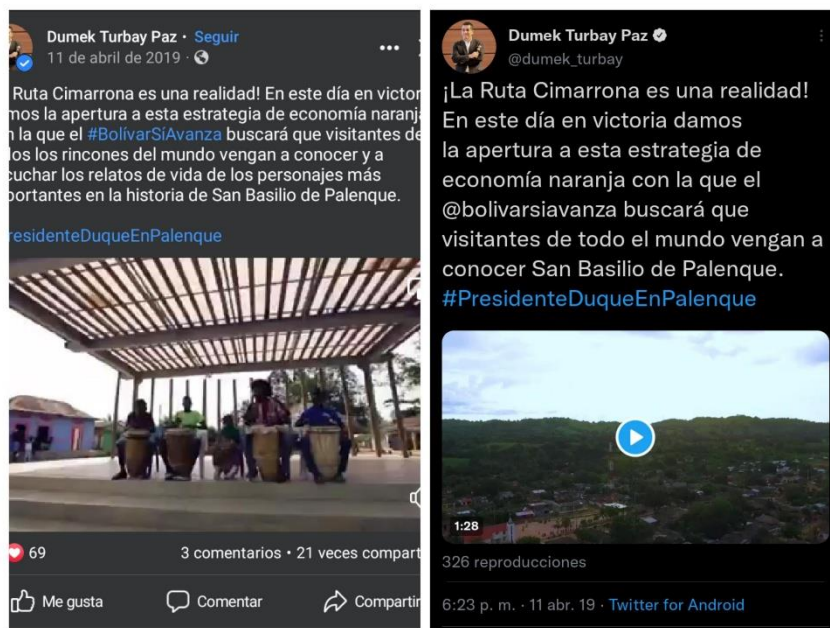 Dumek Turbay Paz · Seguir
11 de abril de 2019 ·
Ruta Cimarrona es una realidad! En este día en victor
mos la apertura a esta estrategia de economía naranj
n la que el #BolívarSíAvanza buscará que visitantes de
los los rincones del mundo vengan a conocer y a
cuchar los relatos de vida de los personajes más
portantes en la historia de San Basilio de Palenque.
residenteDuqueEnPalenque
69
3 comentarios • 21 veces compart
Me gusta
Comentar
Compartir
Dumek Turbay Paz
@dumek_turbay
¡La Ruta Cimarrona es una realidad!
En este día en victoria damos
la apertura a esta estrategia de
economía naranja con la que el
@bolivarsiavanza buscará que
visitantes de todo el mundo vengan a
conocer San Basilio de Palenque.
#PresidenteDuqueEnPalenque
1:28
326 reproducciones
6:23 p. m. · 11 abr. 19 · Twitter for Android